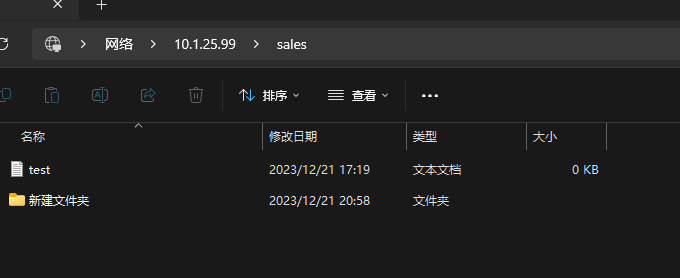 网络 10.1.25.99 sales
排序 查看
名称 修改日期 类型 大小
test 2023/12/21 17:19 文本文档 0 KB
新建文件夹 2023/12/21 20:58 文件夹